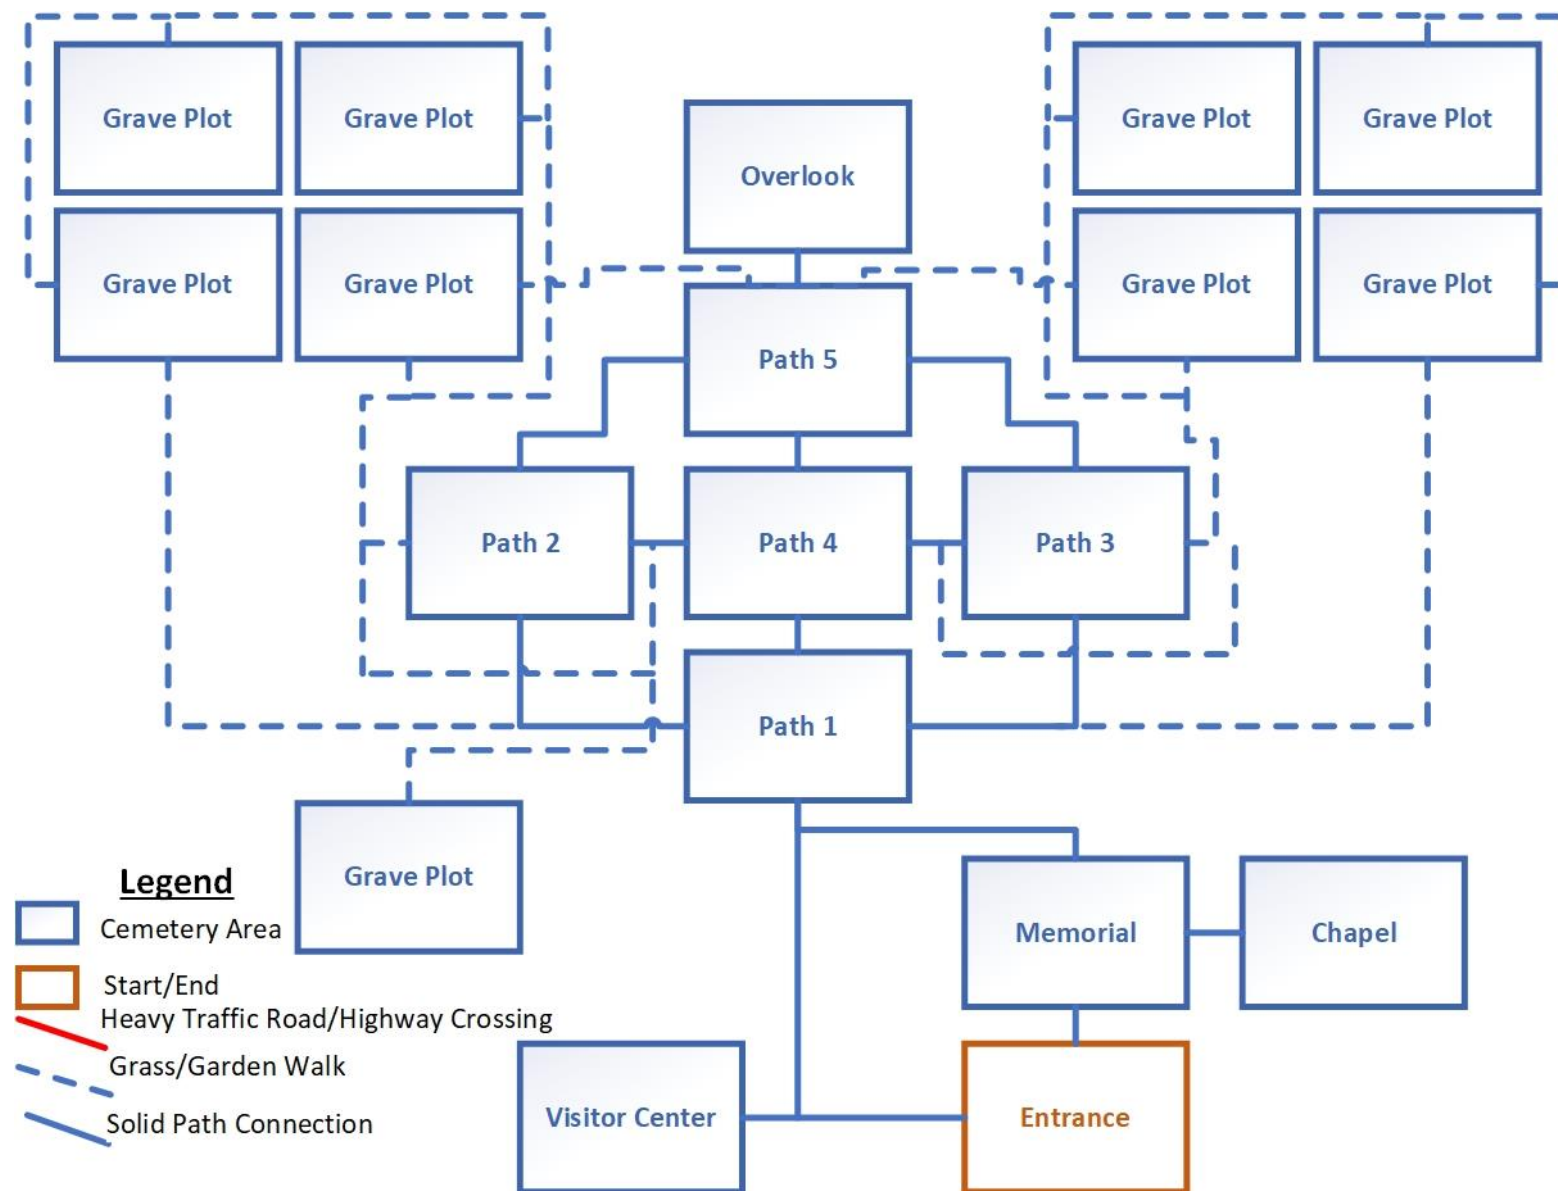 Grave Plot
Grave Plot
Grave Plot
Grave Plot
Overlook
Grave Plot
Grave Plot
Grave Plot
Grave Plot
Path 5
Path 2
Path 4
Path 3
Path 1
Grave Plot
Memorial
Chapel
Visitor Center
Entrance
Legend
Cemetery Area
Start/End
Heavy Traffic Road/Highway Crossing
Grass/Garden Walk
Solid Path Connection